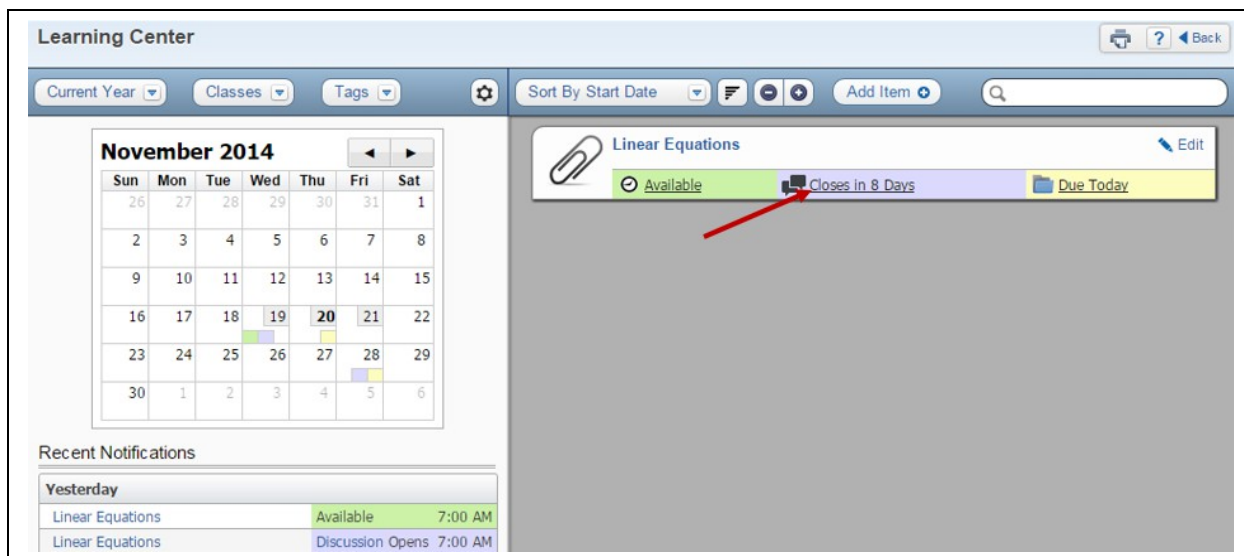 Learning Center
? Back
Current Year
Classes
Tags
Sort By Start Date
Add Item
November 2014
Sun Mon Tue Wed Thu Fri Sat
26 27 28 29 30 31 1
2 3 4 5 6 7 8
9 10 11 12 13 14 15
16 17 18 19 20 21 22
23 24 25 26 27 28 29
30 1 2 3 4 5 6
Recent Notifications
Yesterday
Linear Equations Available 7:00 AM
Linear Equations Discussion Opens 7:00 AM
Linear Equations
Edit
Available
Closes in 8 Days
Due Today